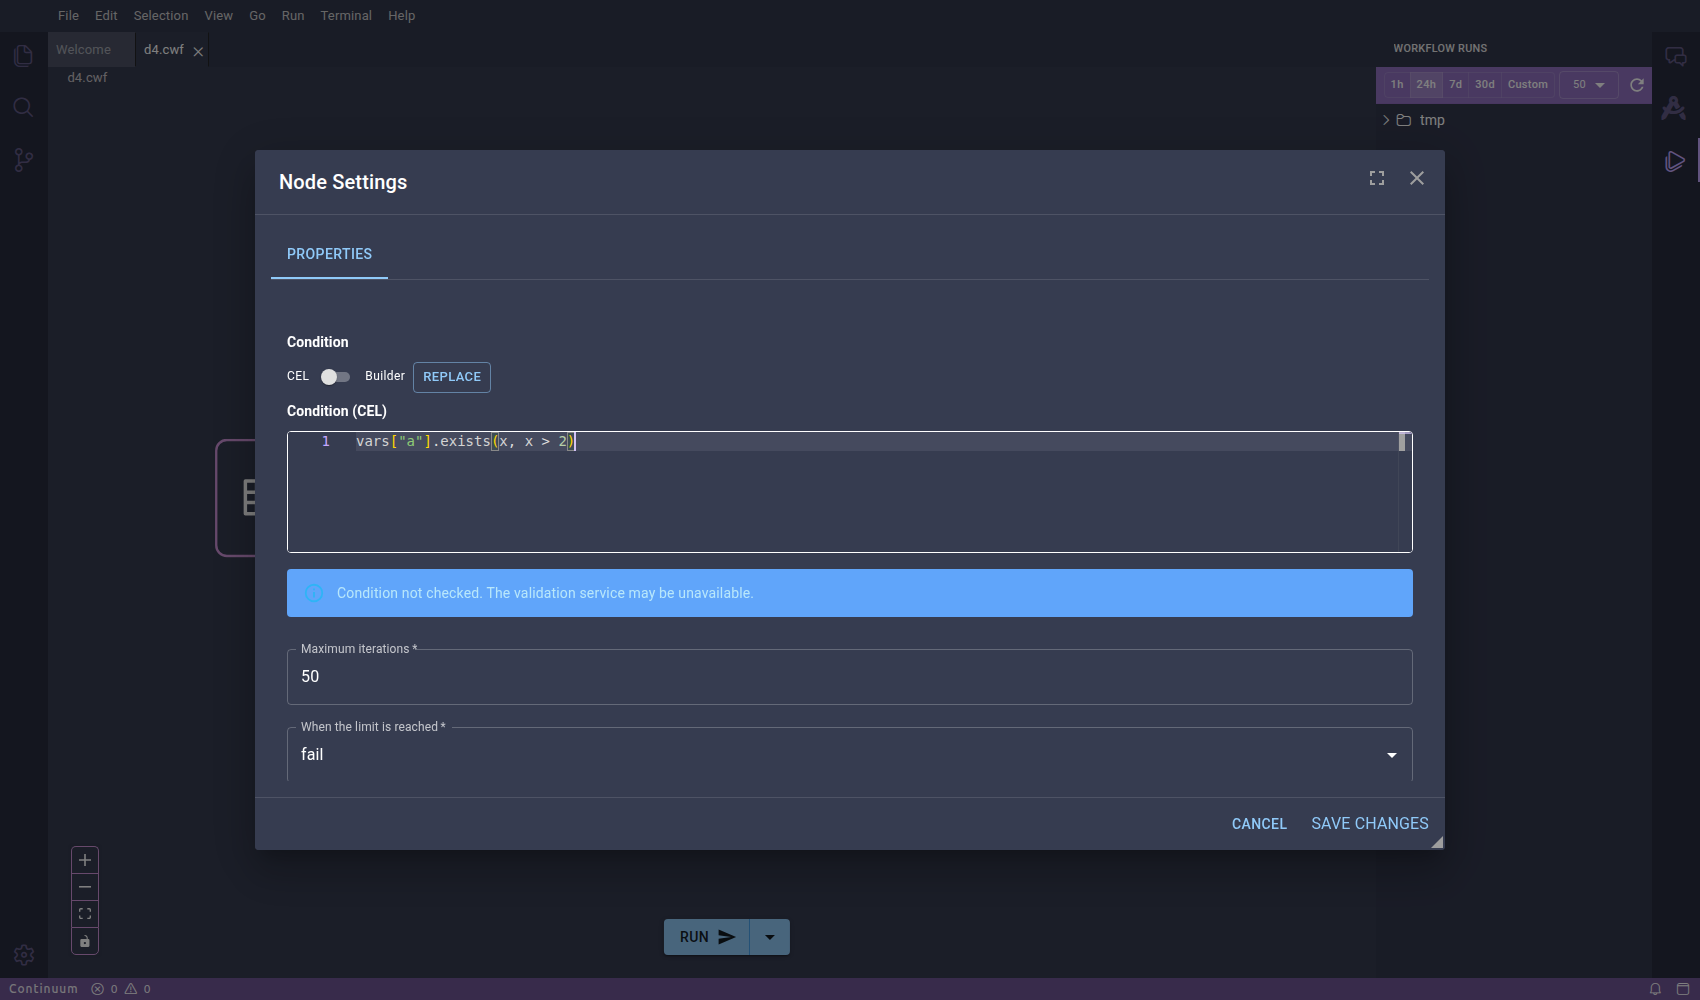 File Edit Selection View Go Run Terminal Help
Welcome d4.cwf
d4.cwf
WORKFLOW RUNS
1h 24h 7d 30d Custom 50
tmp
Node Settings
PROPERTIES
Condition
CEL Builder REPLACE
Condition (CEL)
1 vars["a"].exists(x, x > 2)
Condition not checked. The validation service may be unavailable.
Maximum iterations *
50
When the limit is reached *
fail
CANCEL SAVE CHANGES
RUN
Continuum 0 0